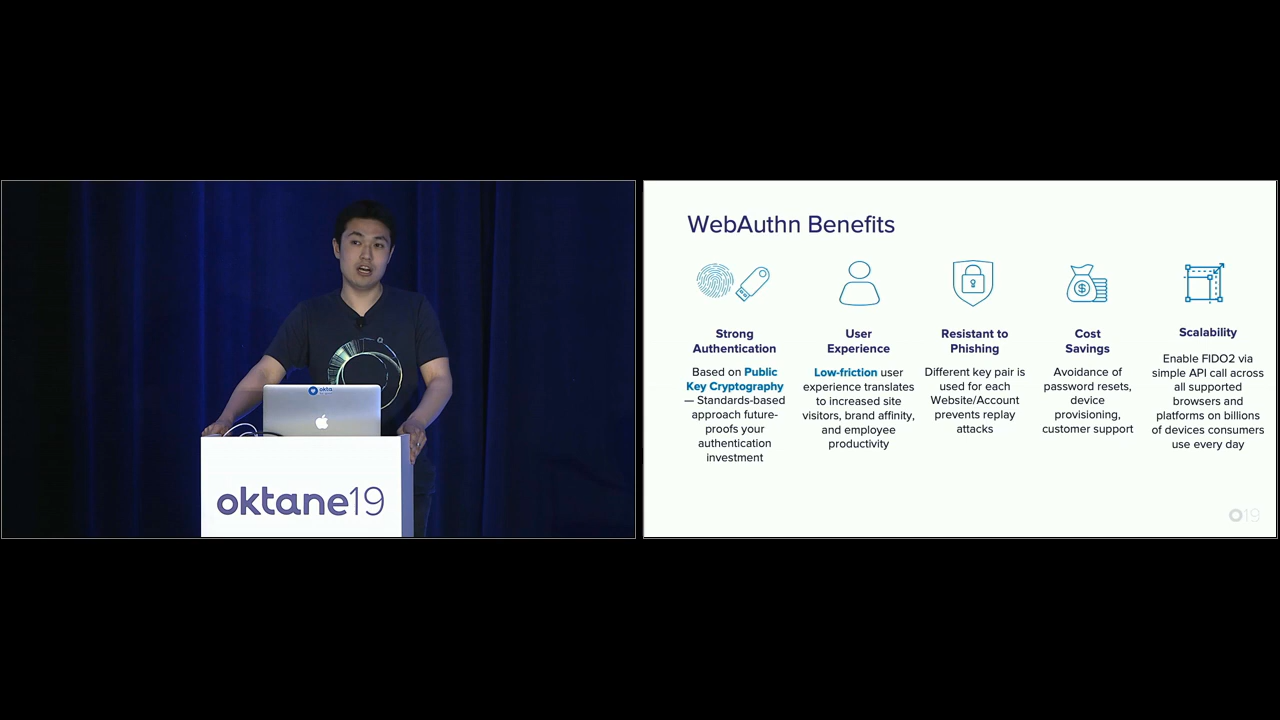 okta
oktane19
WebAuthn Benefits
Strong
Authentication
Based on Public
Key Cryptography
— Standards-based
approach future-
proofs your
authentication
investment
User
Experience
Low-friction user
experience translates
to increased site
visitors, brand affinity,
and employee
productivity
Resistant to
Phishing
Different key pair is
used for each
Website/Account
prevents replay
attacks
Cost
Savings
Avoidance of
password resets,
device
provisioning,
customer support
Scalability
Enable FIDO2 via
simple API call across
all supported
browsers and
platforms on billions
of devices consumers
use every day
O19